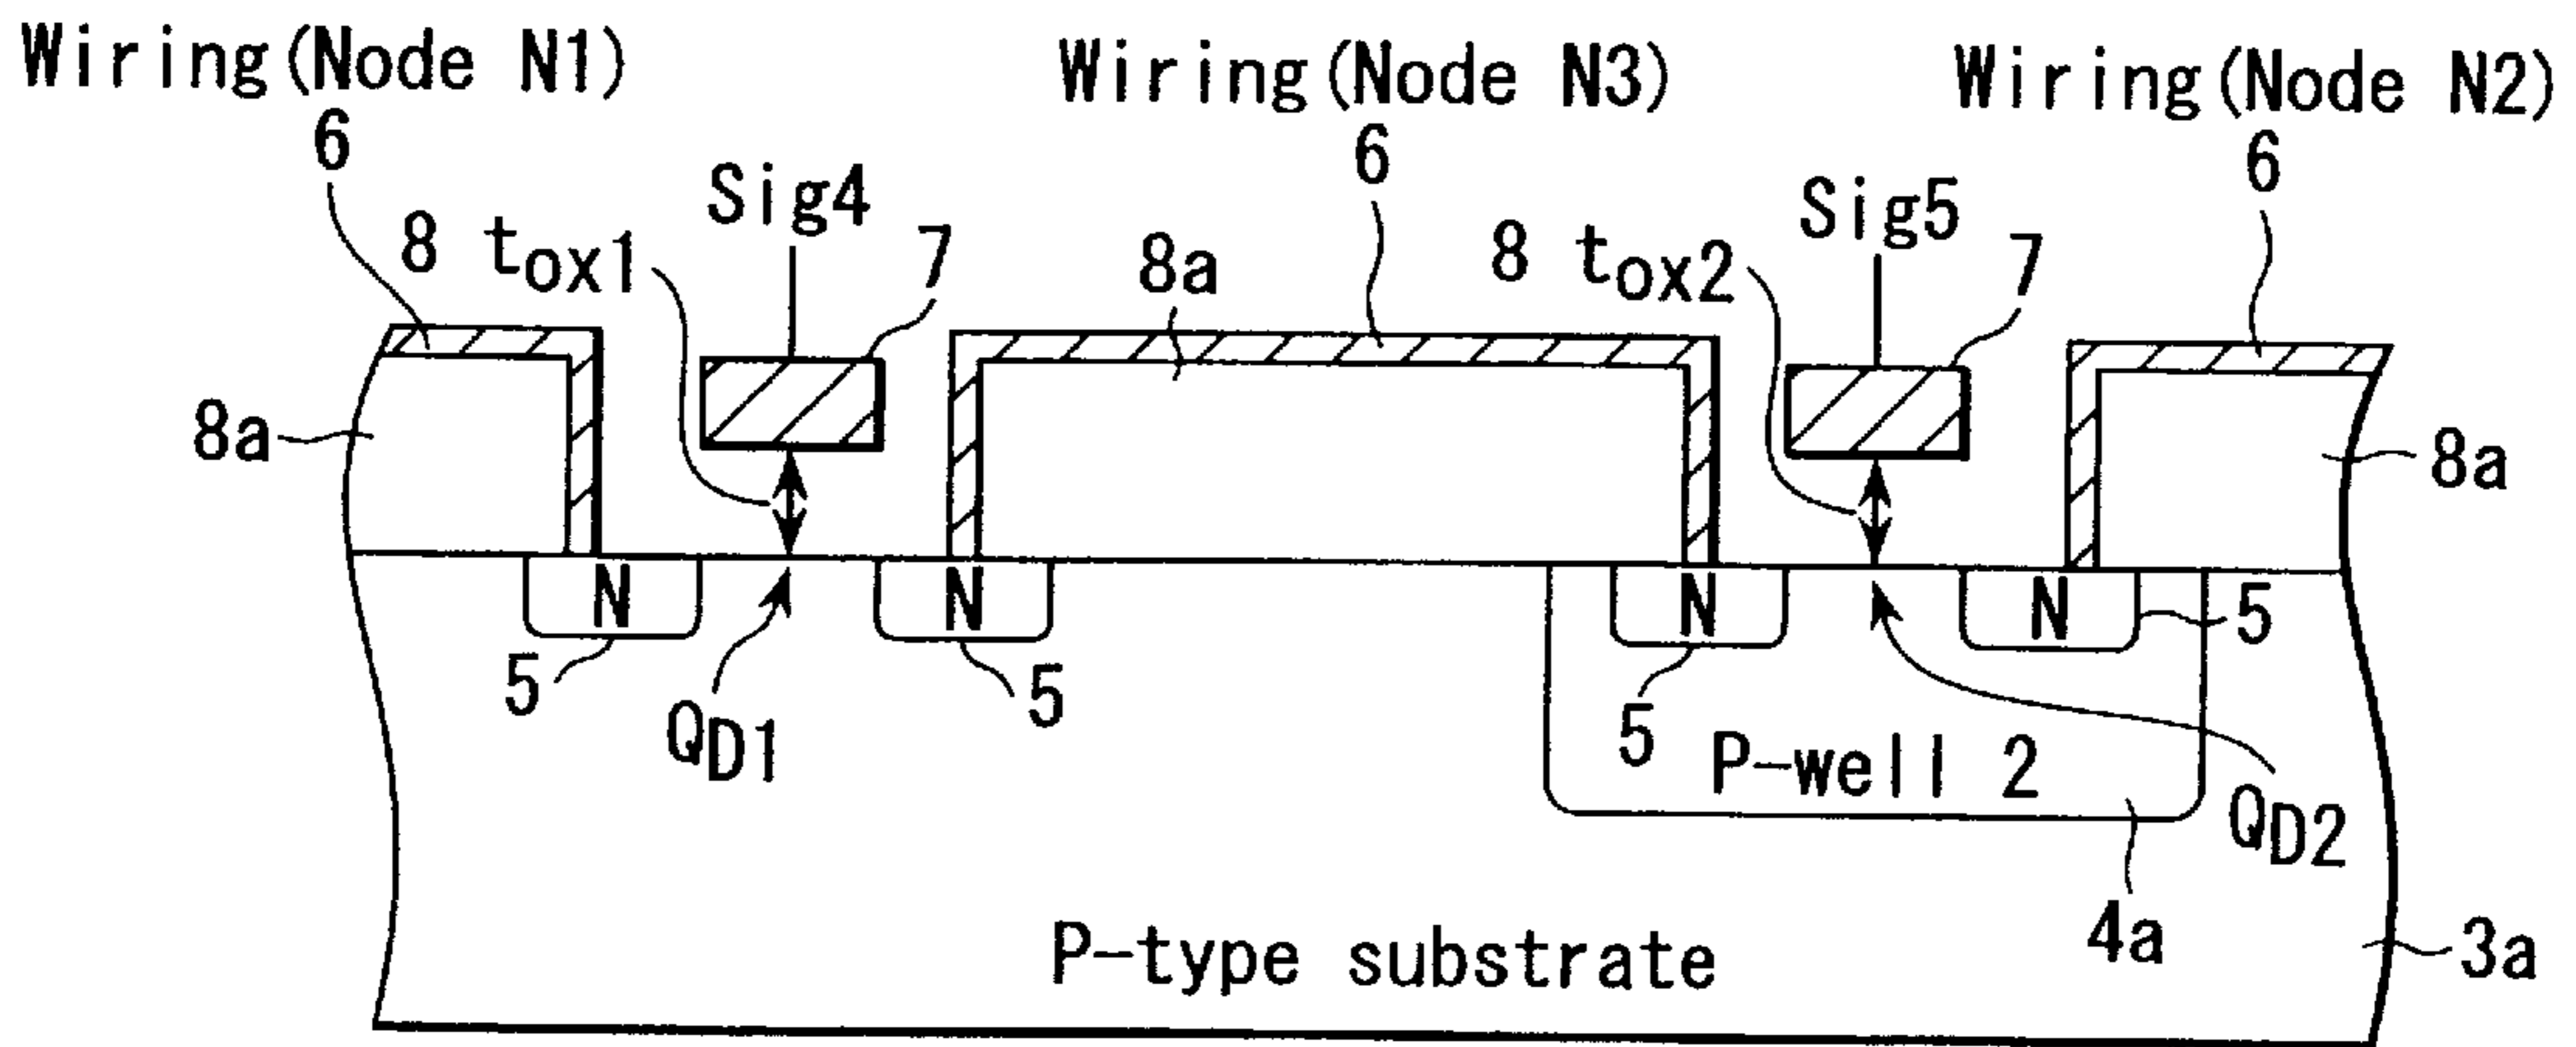 Wiring(Node N1)
Wiring(Node N3)
Wiring(Node N2)
6
6
6
Sig4
Sig5
8 tox1
7
8a
8 tox2
7
8a
8a
N
N
N
N
5
5
5
5
QD1
P-well 2
QD2
4a
P-type substrate
3a